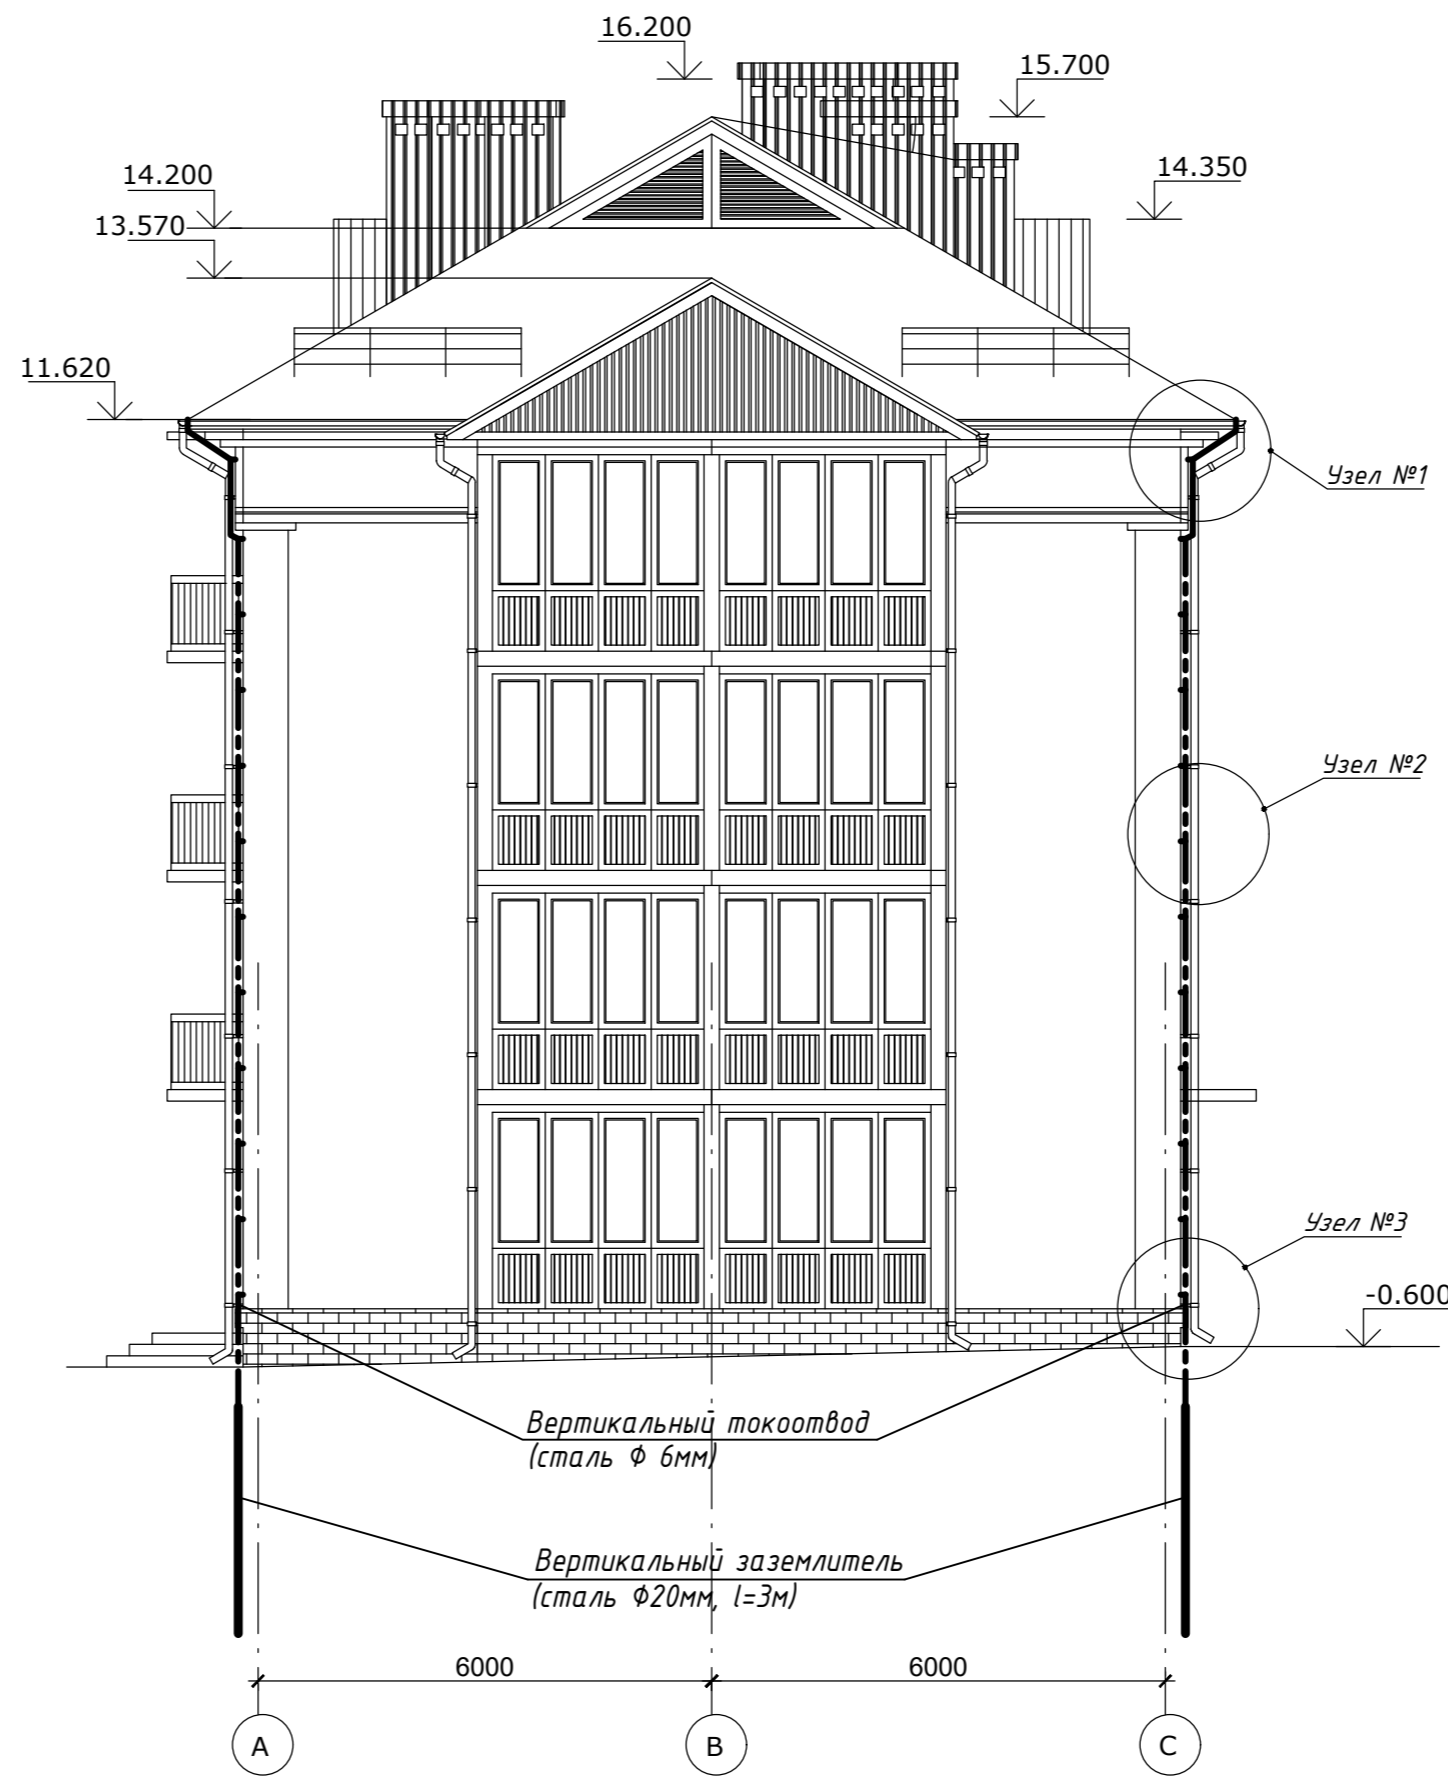 16.200
15.700
14.200
14.350
13.570
11.620
Узел №1
Узел №2
Узел №3
-0.600
Вертикальный токоотвод
(сталь Ф 6мм)
Вертикальный заземлитель
(сталь Ф20мм, l=3м)
6000
6000
A
B
C